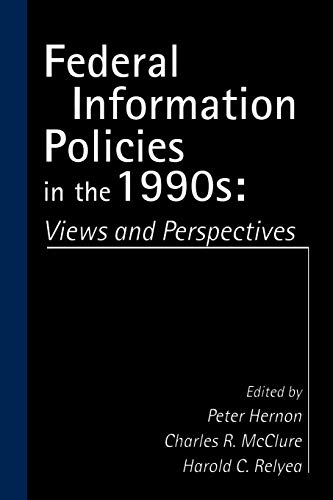 Federal
Information
Policies
in the 1990s:
Views and Perspectives
Edited by
Peter Hernon
Charles R. McClure
Harold C. Relyea